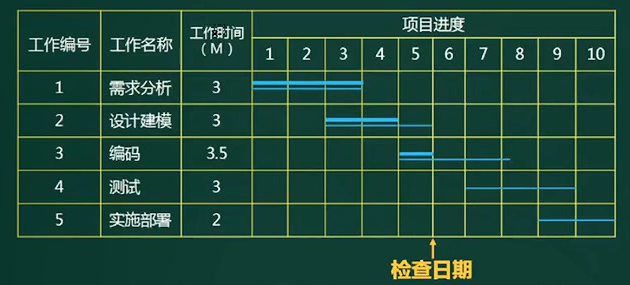 工作编号 工作名称 工作时间（M） 项目进度
1 2 3 4 5 6 7 8 9 10
1 需求分析 3
2 设计建模 3
3 编码 3.5
4 测试 3
5 实施部署 2
检查日期